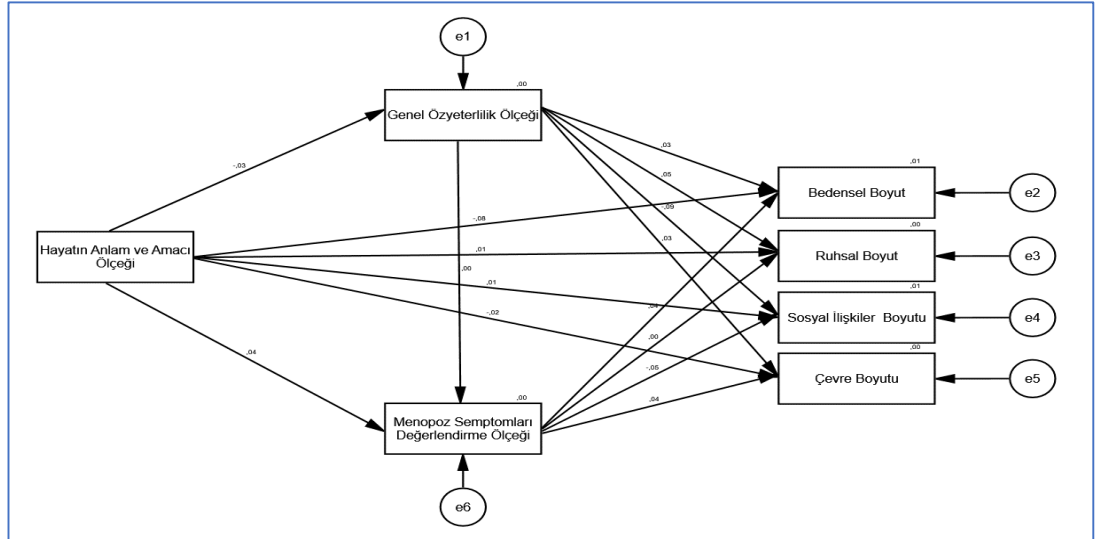 e1
,00
Genel Özyeterlilik Ölçeği
-,03
,03
,05
-,09
,03
,01
Bedensel Boyut
e2
-,08
Hayatın Anlam ve Amacı
Ölçeği
,01
,00
Ruhsal Boyut
e3
,00
,01
,01
Sosyal İlişkiler Boyutu
e4
-,02
,04
,00
-,05
,04
,00
Çevre Boyutu
e5
,04
,00
Menopoz Semptomları
Değerlendirme Ölçeği
e6